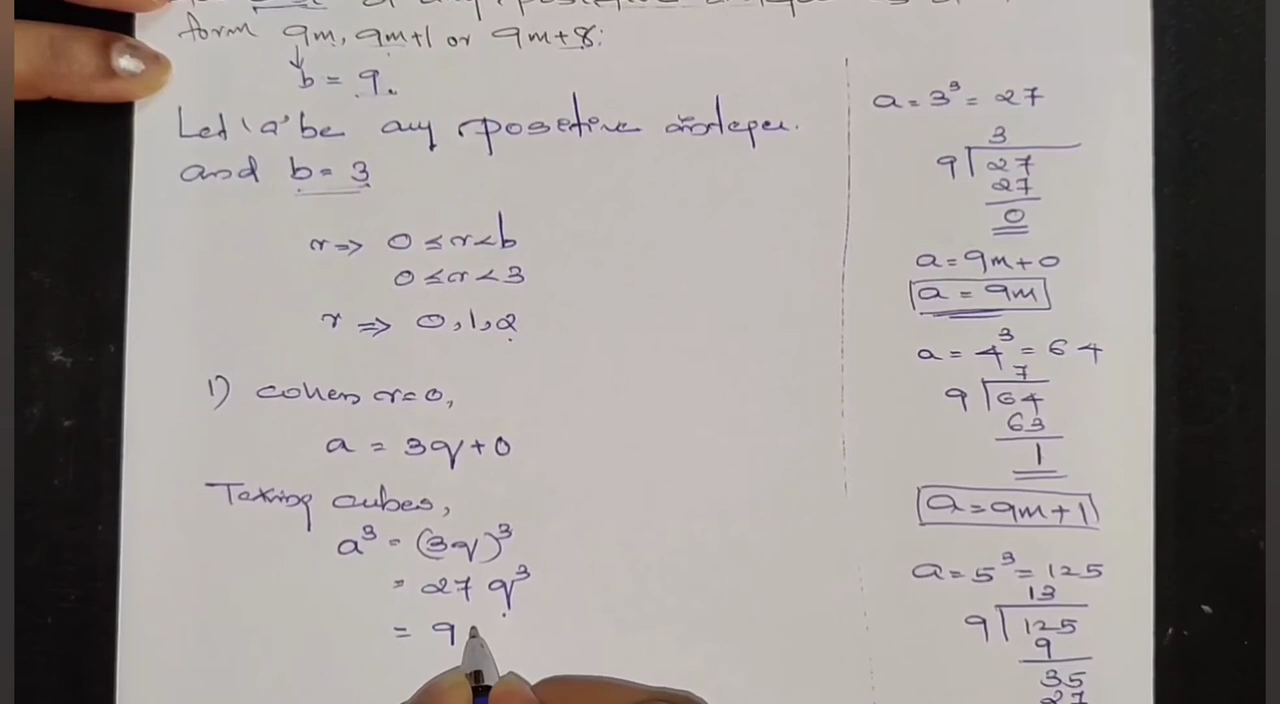 form 9m, 9m+1 or 9m+8.
b = 9.
Let 'a' be any positive integer.
and b = 3
r => 0 ≤ r < b
0 ≤ r < 3
r => 0, 1, 2
1) when r=0,
a = 3q + 0
Taking cubes,
a³ = (3q)³
= 27 q³
= 9
a = 3³ = 27
3
9 27
27
0
a = 9m + 0
a = 9m
a = 4³ = 64
7
9 64
63
1
a = 9m + 1
a = 5³ = 125
13
9 125
9
35
27